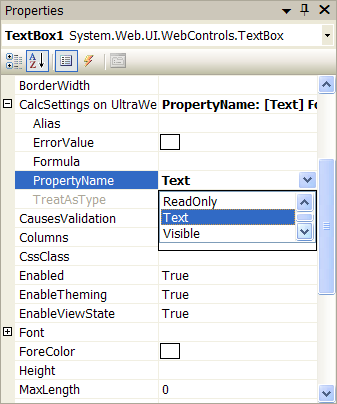 Properties
TextBox1 System.Web.UI.WebControls.TextBox
BorderWidth
CalcSettings on UltraWe PropertyName: [Text] Fo
Alias
ErrorValue
Formula
PropertyName Text
TreatAsType ReadOnly
Text
CausesValidation Visible
Columns
CssClass
Enabled True
EnableTheming True
EnableViewState True
Font
ForeColor
Height
MaxLength 0